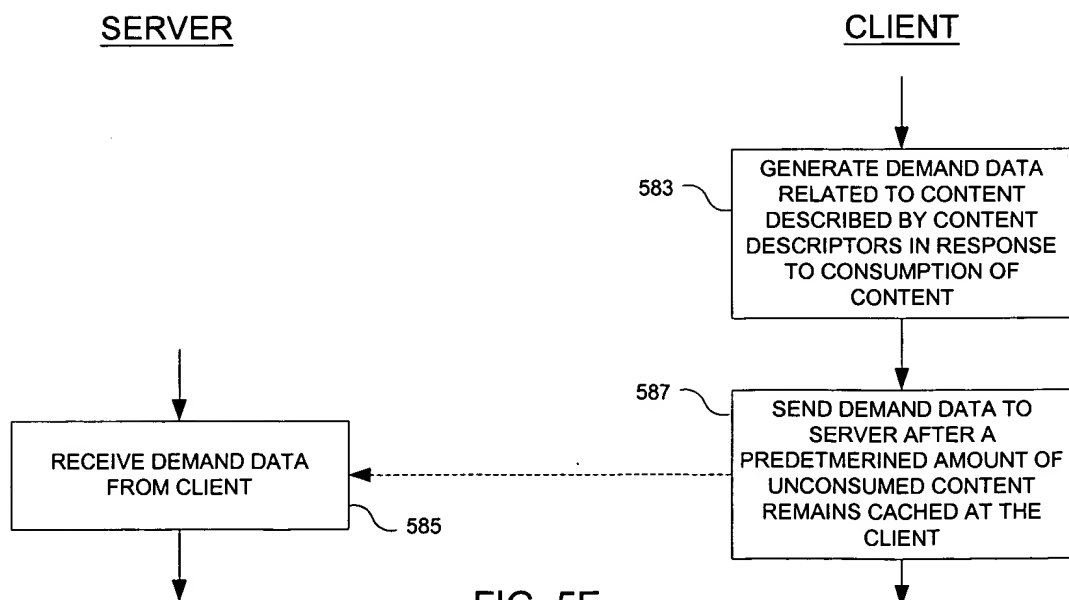 SERVER
CLIENT
583
GENERATE DEMAND DATA
RELATED TO CONTENT
DESCRIBED BY CONTENT
DESCRIPTORS IN RESPONSE
TO CONSUMPTION OF
CONTENT
587
SEND DEMAND DATA TO
SERVER AFTER A
PREDETMERINED AMOUNT OF
UNCONSUMED CONTENT
REMAINS CACHED AT THE
CLIENT
RECEIVE DEMAND DATA
FROM CLIENT
585
FIG. 5E